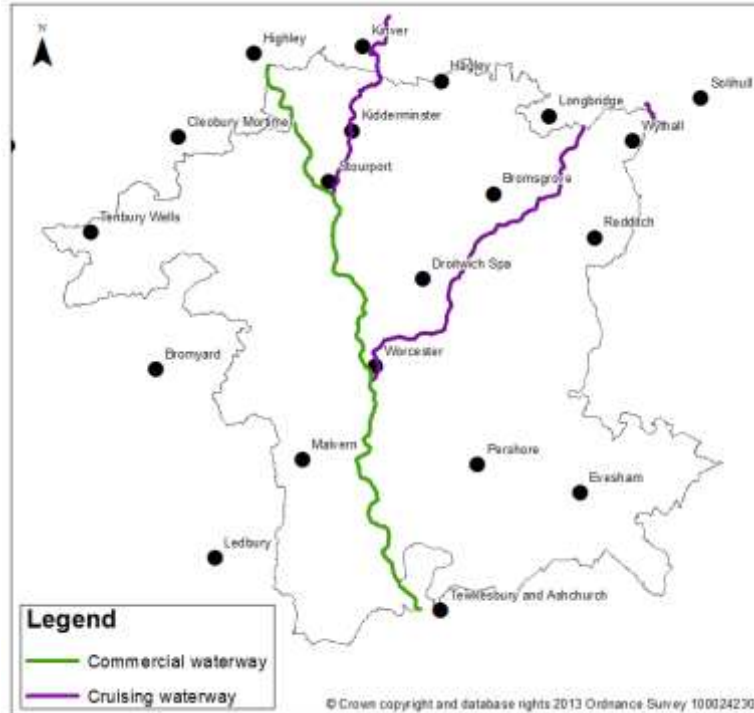 N
Highley
Kinver
Hagley
Solihull
Longbridge
Cleobury Mortimer
Kidderminster
Wythall
Stourport
Bromsgrove
Tenbury Wells
Redditch
Droitwich Spa
Bromyard
Worcester
Malvern
Pershore
Evesham
Ledbury
Tewkesbury and Ashchurch
Legend
Commercial waterway
Cruising waterway
© Crown copyright and database rights 2013 Ordnance Survey 100024230